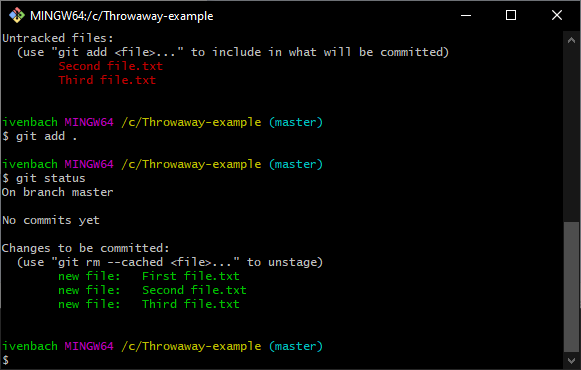 MINGW64:/c/Throwaway-example
Untracked files:
  (use "git add <file>..." to include in what will be committed)
        Second file.txt
        Third file.txt
ivenbach MINGW64 /c/Throwaway-example (master)
$ git add .
ivenbach MINGW64 /c/Throwaway-example (master)
$ git status
On branch master
No commits yet
Changes to be committed:
  (use "git rm --cached <file>..." to unstage)
        new file:   First file.txt
        new file:   Second file.txt
        new file:   Third file.txt
ivenbach MINGW64 /c/Throwaway-example (master)
$